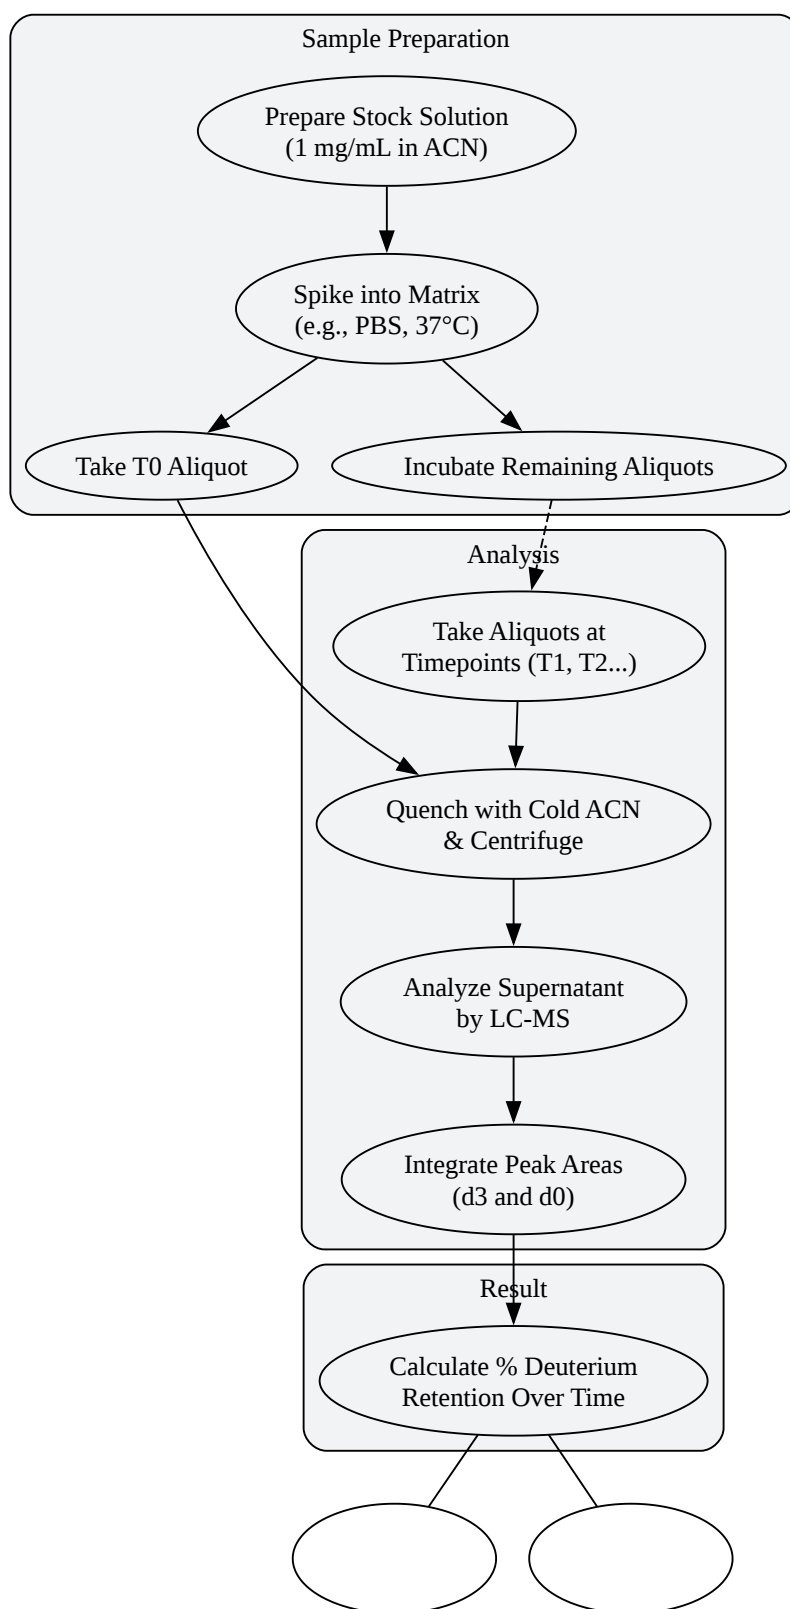 Sample Preparation
Prepare Stock Solution
(1 mg/mL in ACN)
Spike into Matrix
(e.g., PBS, 37°C)
Take T0 Aliquot
Incubate Remaining Aliquots
Analysis
Take Aliquots at
Timepoints (T1, T2...)
Quench with Cold ACN
& Centrifuge
Analyze Supernatant
by LC-MS
Integrate Peak Areas
(d3 and d0)
Result
Calculate % Deuterium
Retention Over Time